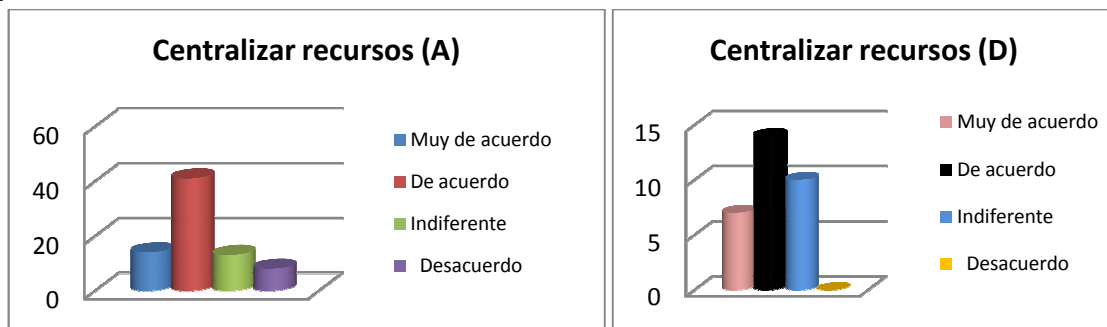 Centralizar recursos (A)
60
40
20
0
Muy de acuerdo
De acuerdo
Indiferente
Desacuerdo
Centralizar recursos (D)
15
10
5
0
Muy de acuerdo
De acuerdo
Indiferente
Desacuerdo